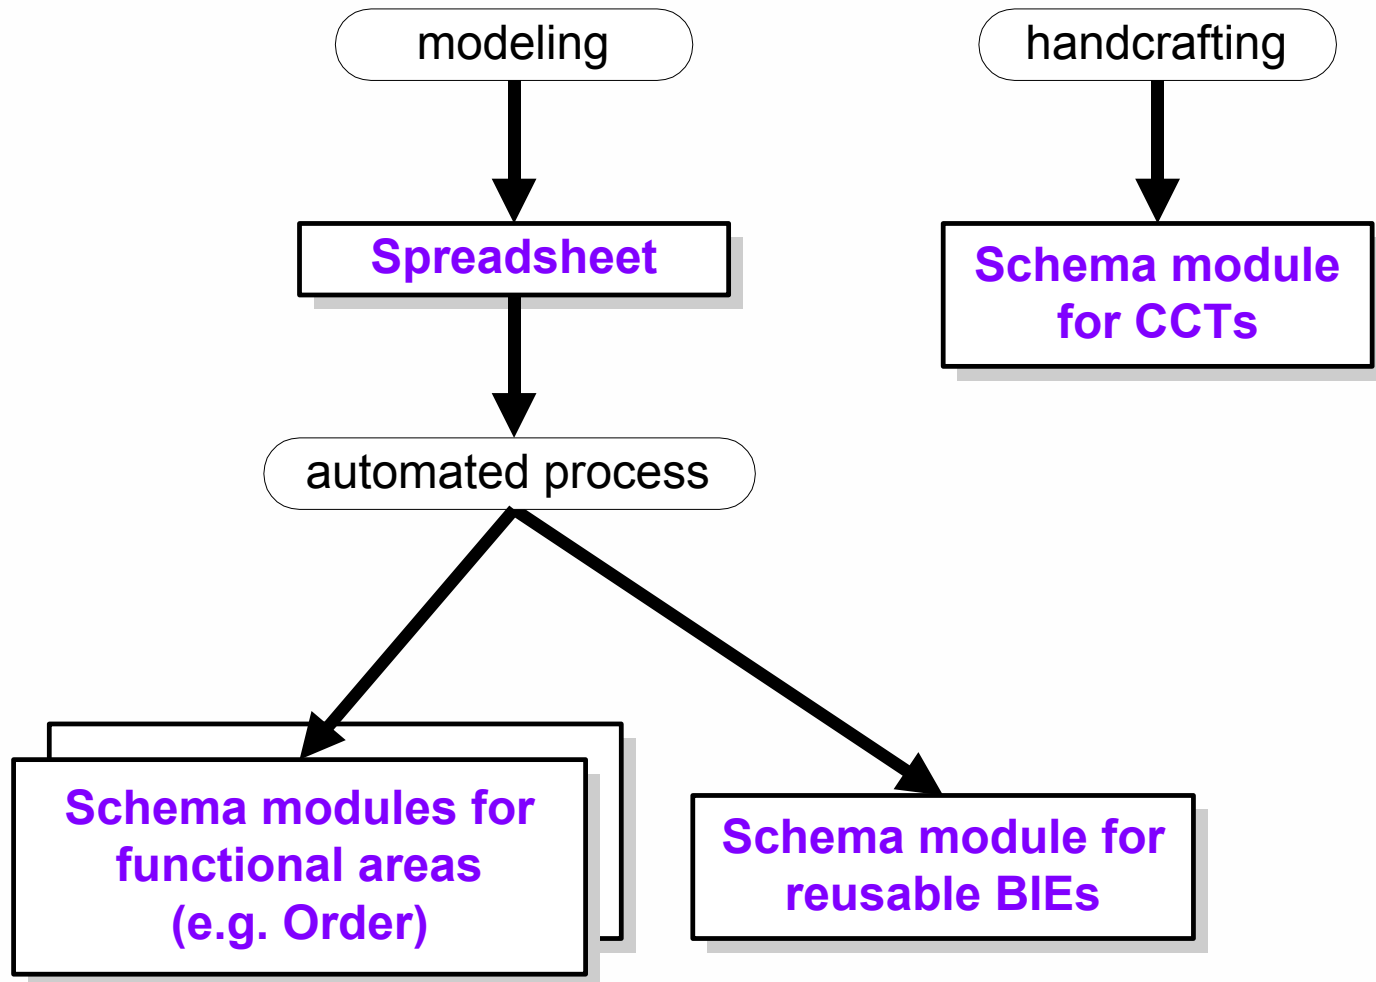 modeling
handcrafting
Spreadsheet
Schema module
for CCTs
automated process
Schema modules for
functional areas
(e.g. Order)
Schema module for
reusable BIEs